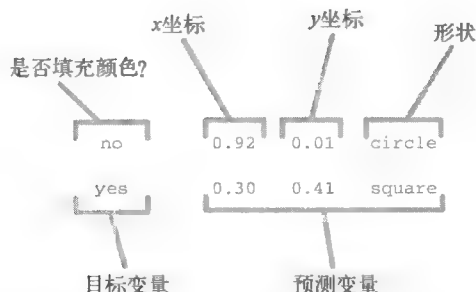 x坐标 y坐标 形状
是否填充颜色?
no 0.92 0.01 circle
yes 0.30 0.41 square
目标变量 预测变量